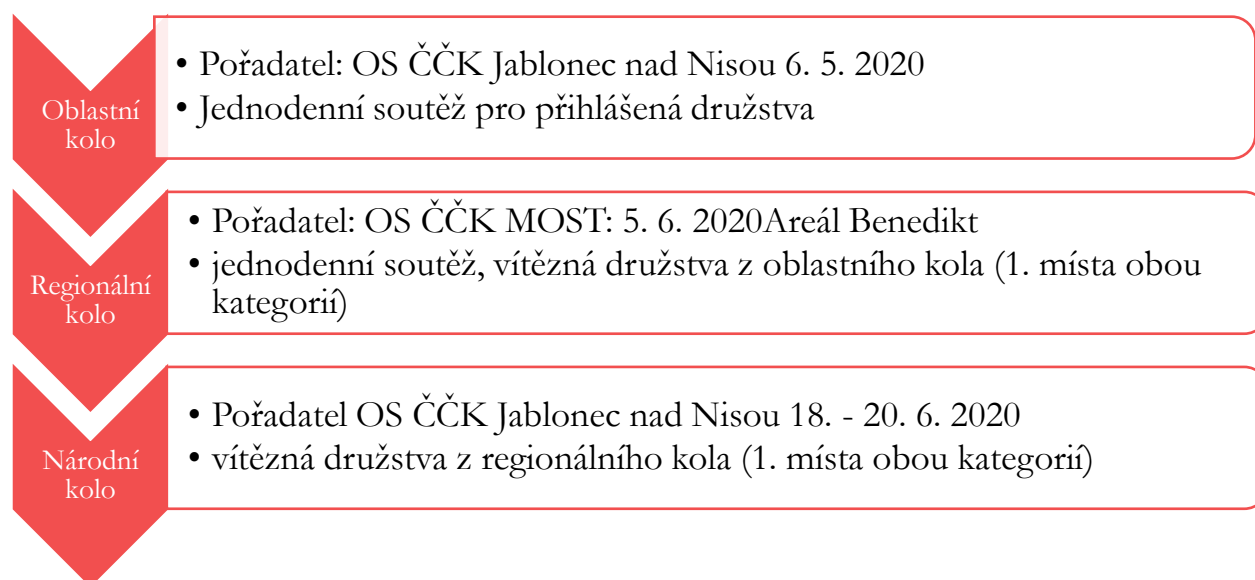 Oblastní
kolo
• Pořadatel: OS ČČK Jablonec nad Nisou 6. 5. 2020
• Jednodenní soutěž pro přihlášená družstva
Regionální
kolo
• Pořadatel: OS ČČK MOST: 5. 6. 2020Areál Benedikt
• jednodenní soutěž, vítězná družstva z oblastního kola (1. místa obou
kategorií)
Národní
kolo
• Pořadatel OS ČČK Jablonec nad Nisou 18. - 20. 6. 2020
• vítězná družstva z regionálního kola (1. místa obou kategorií)